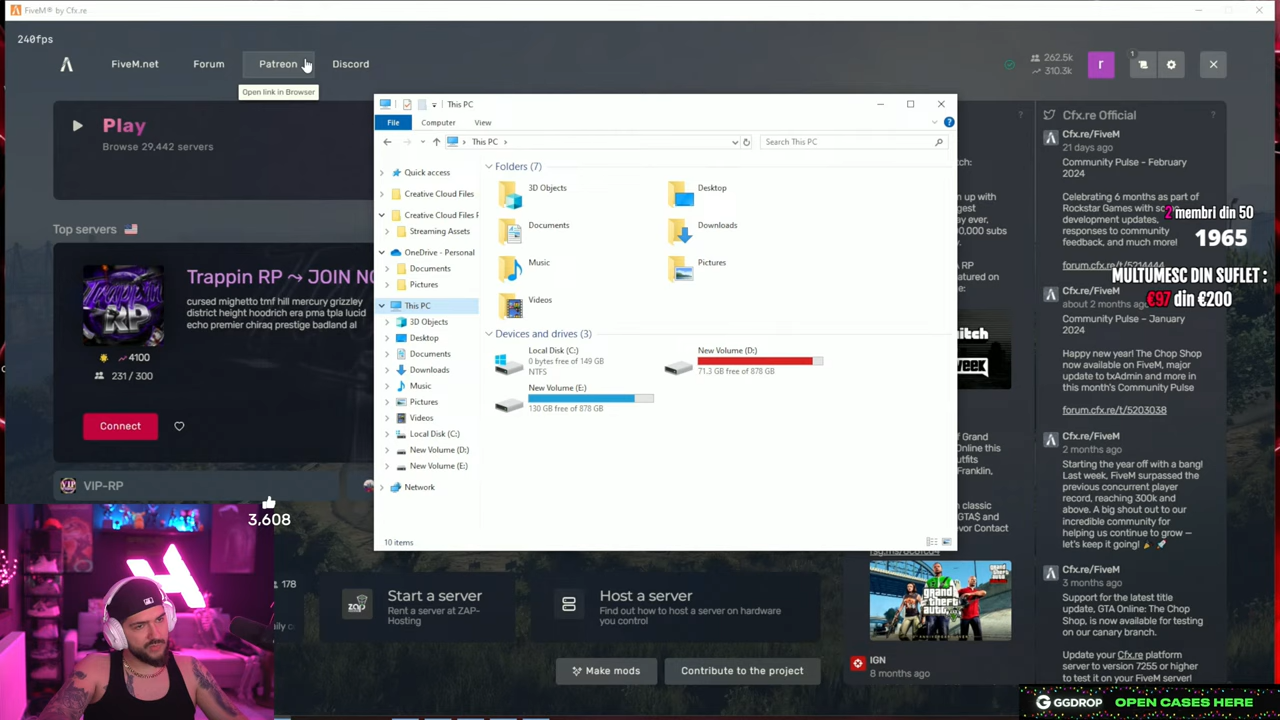 FiveM® by Cfx.re
240fps
FiveM.net
Forum
Patreon
Discord
Open link in Browser
262.5k
310.3k
r
1
Play
Browse 29,442 servers
Top servers
Trappin RP ⤳ JOIN NO
cursed mighetto tmf hill mercury grizzley
district height hoodrich era pma tpla lucid
echo premier chiraq prestige badland al
4100
231 / 300
Connect
VIP-RP
This PC
File
Computer
View
This PC
Search This PC
Quick access
Creative Cloud Files
Creative Cloud Files P
Streaming Assets
OneDrive - Personal
Documents
Pictures
This PC
3D Objects
Desktop
Documents
Downloads
Music
Pictures
Videos
Local Disk (C:)
New Volume (D:)
New Volume (E:)
Network
Folders (7)
3D Objects
Desktop
Documents
Downloads
Music
Pictures
Videos
Devices and drives (3)
Local Disk (C:)
0 bytes free of 149 GB
NTFS
New Volume (D:)
71.3 GB free of 878 GB
New Volume (E:)
130 GB free of 878 GB
10 items
Cfx.re Official
Cfx.re/FiveM
21 days ago
Community Pulse - February
2024
Celebrating 6 months as part of
Rockstar Games with
development updates,
feedback, and much more!
2 membri din 50
1965
MULTUMESC DIN SUFLET :
€97 din €200
Cfx.re/FiveM
about 2 months ago
Community Pulse – January
2024
Happy new year! The Chop Shop
now available on FiveM, major
update to txAdmin and more in
this month's Community Pulse
forum.cfx.re/t/5203038
Cfx.re/FiveM
2 months ago
Starting the year off with a bang!
Last week, FiveM surpassed the
previous concurrent player
record, reaching 300k and
above. A big shout out to our
incredible community for
helping us continue to grow –
let's keep it going!
Cfx.re/FiveM
3 months ago
Support for the latest title
update, GTA Online: The Chop
Shop, is now available for testing
on our canary branch.
Update your Cfx.re platform
server to version 7255 or higher
to test it on your FiveM server!
3,608
178
Start a server
Rent a server at ZAP-
Hosting
Host a server
Find out how to host a server on hardware
you control
Make mods
Contribute to the project
IGN
8 months ago
GGDROP
OPEN CASES HERE